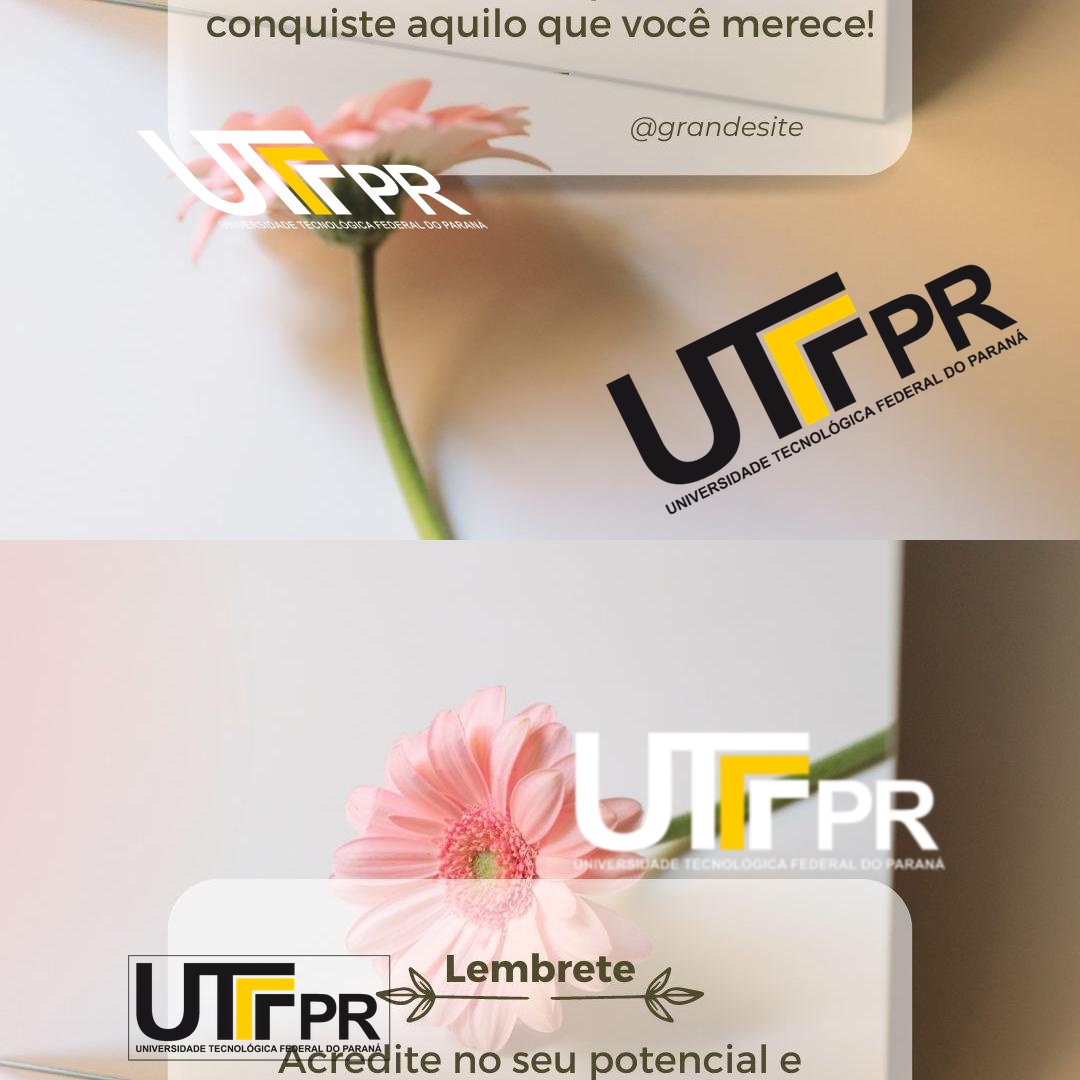 conquiste aquilo que você merece!
@grandesite
UTFPR
UNIVERSIDADE TECNOLÓGICA FEDERAL DO PARANÁ
UTFPR
UNIVERSIDADE TECNOLÓGICA FEDERAL DO PARANÁ
UTFPR
UNIVERSIDADE TECNOLÓGICA FEDERAL DO PARANÁ
Lembrete
UTFPR
UNIVERSIDADE TECNOLÓGICA FEDERAL DO PARANÁ
Acredite no seu potencial e